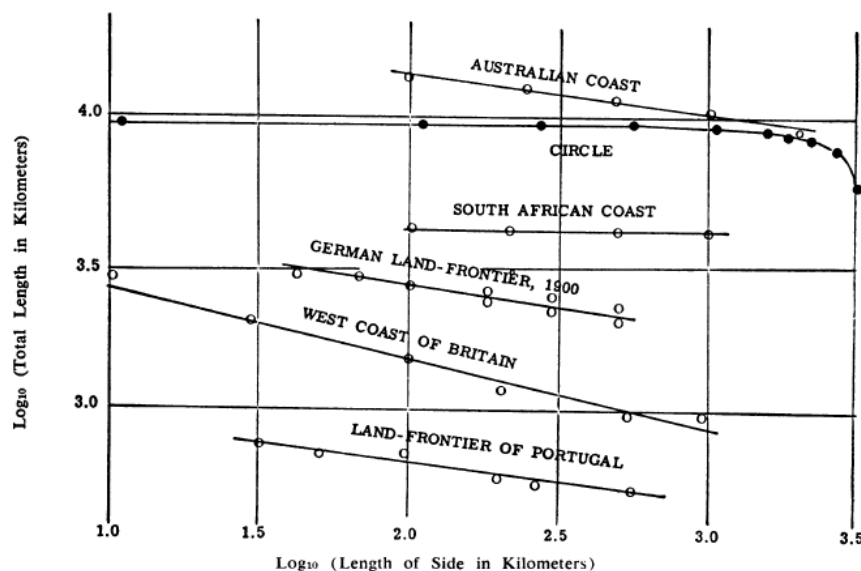 AUSTRALIAN COAST
4.0
CIRCLE
SOUTH AFRICAN COAST
3.5
GERMAN LAND-FRONTIER, 1900
WEST COAST OF BRITAIN
3.0
LAND-FRONTIER OF PORTUGAL
Log₁₀ (Total Length in Kilometers)
1.0 1.5 2.0 2.5 3.0 3.5
Log₁₀ (Length of Side in Kilometers)